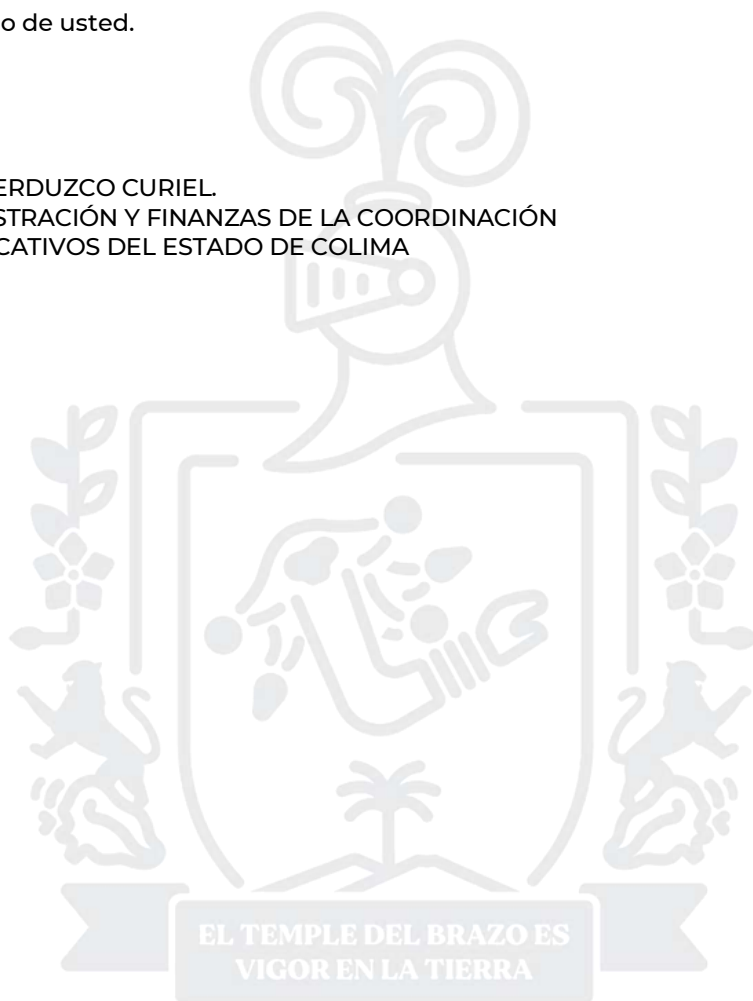 o de usted.
ERDUZCO CURIEL.
STRACIÓN Y FINANZAS DE LA COORDINACIÓN
CATIVOS DEL ESTADO DE COLIMA
EL TEMPLE DEL BRAZO ES
VIGOR EN LA TIERRA